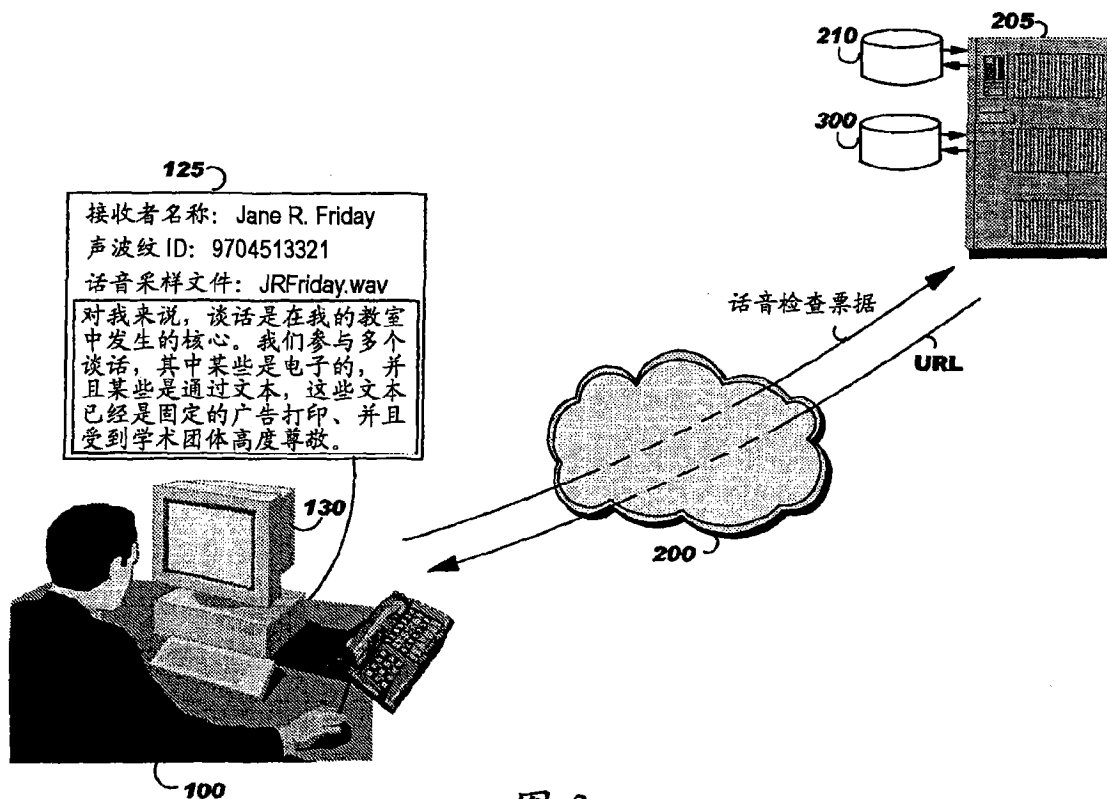 205
210
300
125
接收者名称: Jane R. Friday
声波纹 ID: 9704513321
话音采样文件: JRFriday.wav
对我来说，谈话是在我的教室
中发生的核心。我们参与多个
谈话，其中某些是电子的，并
且某些是通过文本，这些文本
已经是固定的广告打印、并且
受到学术团体高度尊敬。
话音检查票据
URL
130
200
100